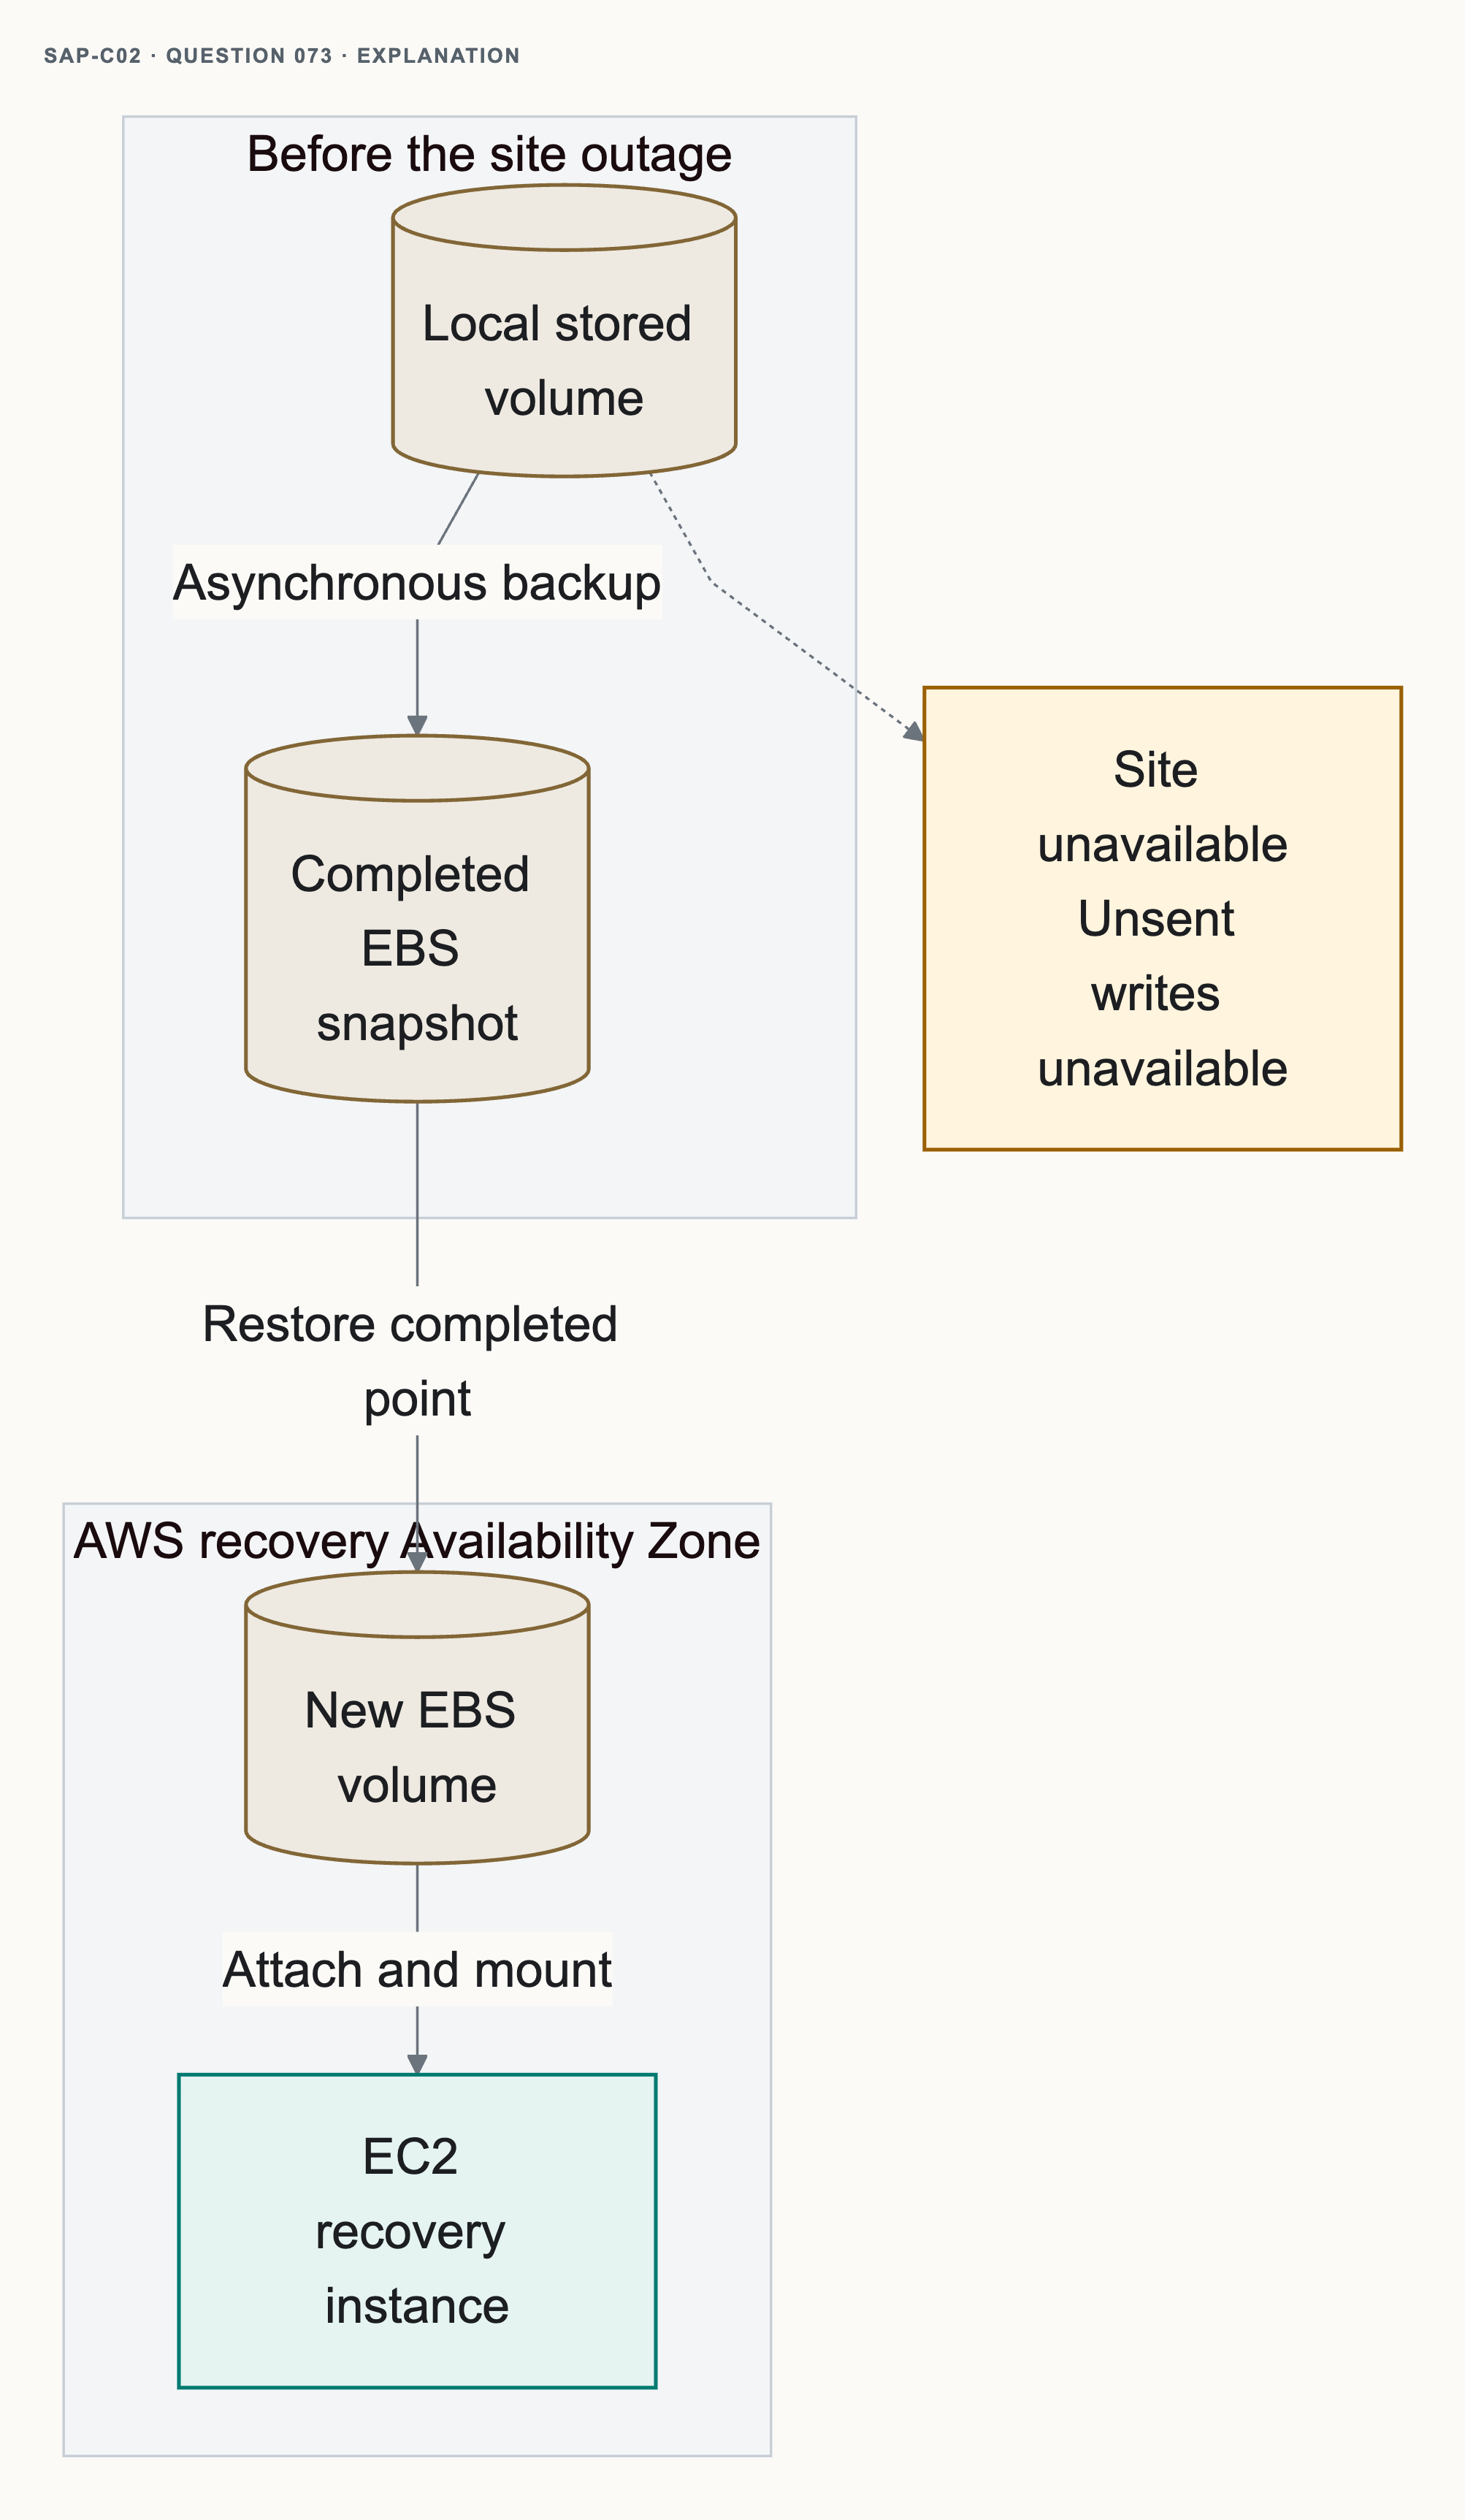 SAP-C02 · QUESTION 073 · EXPLANATION
Before the site outage
Local stored
volume
Asynchronous backup
Completed
EBS
snapshot
Site
unavailable
Unsent
writes
unavailable
Restore completed
point
AWS recovery Availability Zone
New EBS
volume
Attach and mount
EC2
recovery
instance